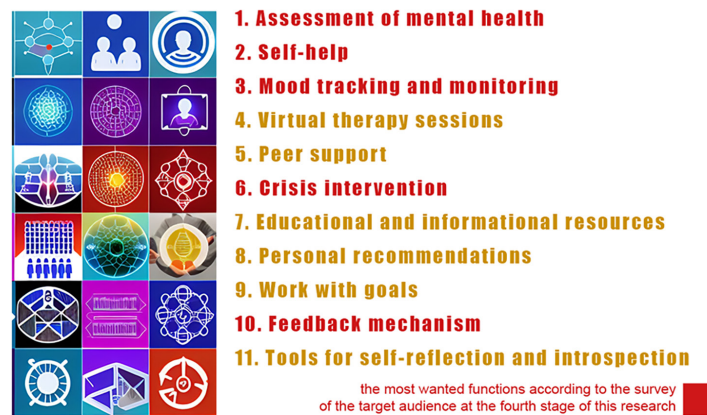 1. Assessment of mental health
2. Self-help
3. Mood tracking and monitoring
4. Virtual therapy sessions
5. Peer support
6. Crisis intervention
7. Educational and informational resources
8. Personal recommendations
9. Work with goals
10. Feedback mechanism
11. Tools for self-reflection and introspection
the most wanted functions according to the survey
of the target audience at the fourth stage of this research